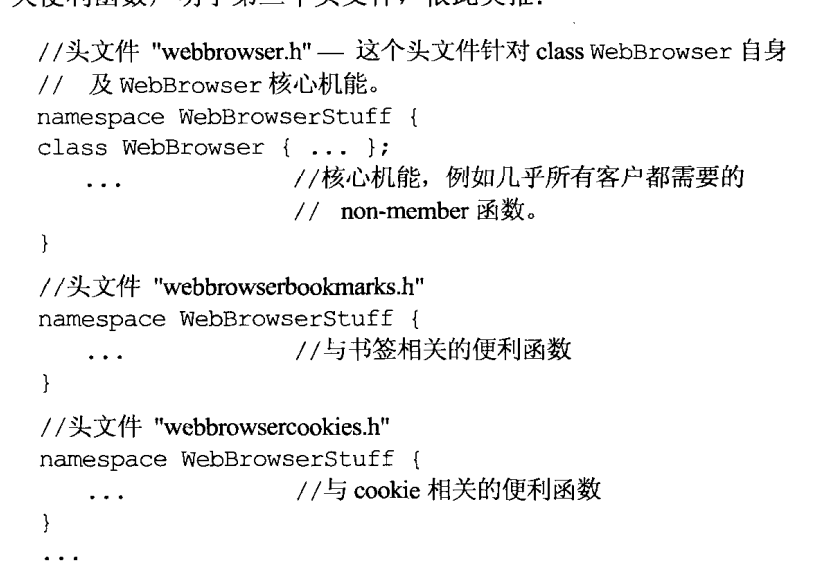 //头文件 "webbrowser.h" — 这个头文件针对 class WebBrowser 自身
// 及 WebBrowser 核心机能。
namespace WebBrowserStuff {
class WebBrowser { ... };
... //核心机能，例如几乎所有客户都需要的
// non-member 函数。
}
//头文件 "webbrowserbookmarks.h"
namespace WebBrowserStuff {
... //与书签相关的便利函数
}
//头文件 "webbrowsercookies.h"
namespace WebBrowserStuff {
... //与 cookie 相关的便利函数
}
...